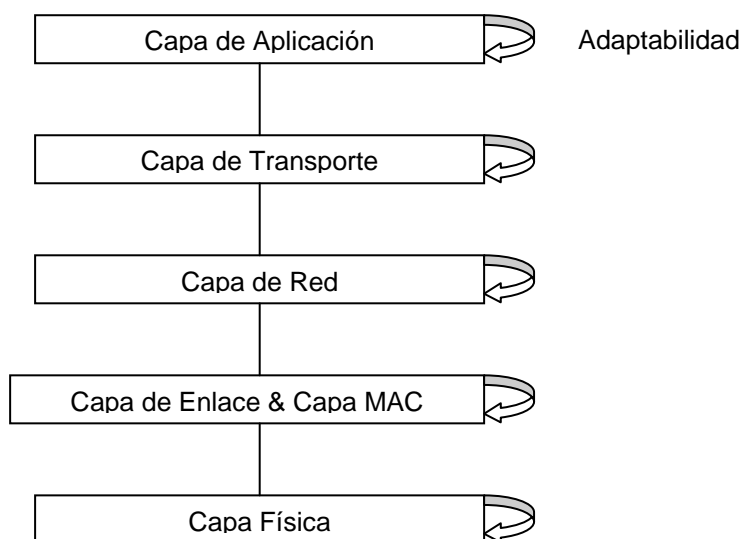 Capa de Aplicación
Adaptabilidad
Capa de Transporte
Capa de Red
Capa de Enlace & Capa MAC
Capa Física